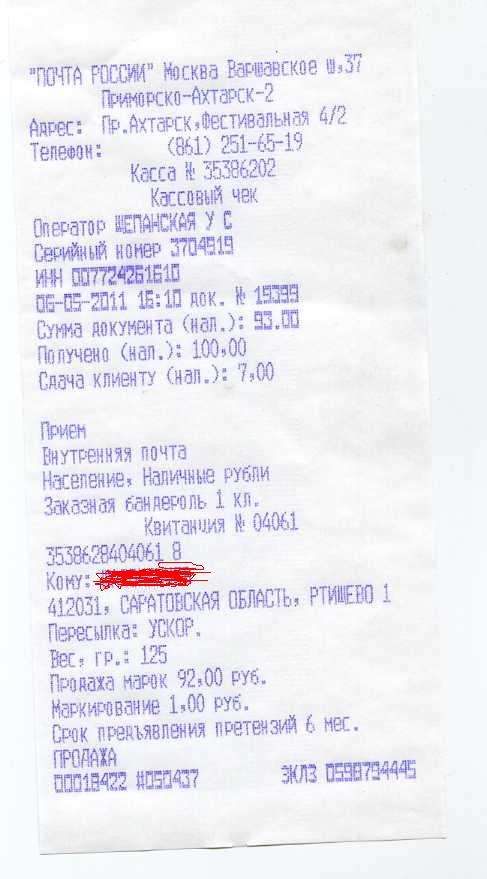 "ПОЧТА РОССИИ" Москва Варшавское ш,37
Приморско-Ахтарск-2
Адрес: Пр.Ахтарск,Фестивальная 4/2
Телефон: (861) 251-65-19
Касса № 35386202
Кассовый чек
Оператор ЩЕПАНСКАЯ У С
Серийный номер 3704919
ИНН 007724261610
06-05-2011 16:10 док. № 19399
Сумма документа (нал.): 93.00
Получено (нал.): 100,00
Сдача клиенту (нал.): 7,00
Прием
Внутренняя почта
Население, Наличные рубли
Заказная бандероль 1 кл.
Квитанция № 04061
3538628404061 8
Кому:
412031, САРАТОВСКАЯ ОБЛАСТЬ, РТИЩЕВО 1
Пересылка: УСКОР.
Вес, гр.: 125
Продажа марок 92,00 руб.
Маркирование 1,00 руб.
Срок предъявления претензий 6 мес.
ПРОДАЖА
00018422 #050437 ЭКЛЗ 0598794445